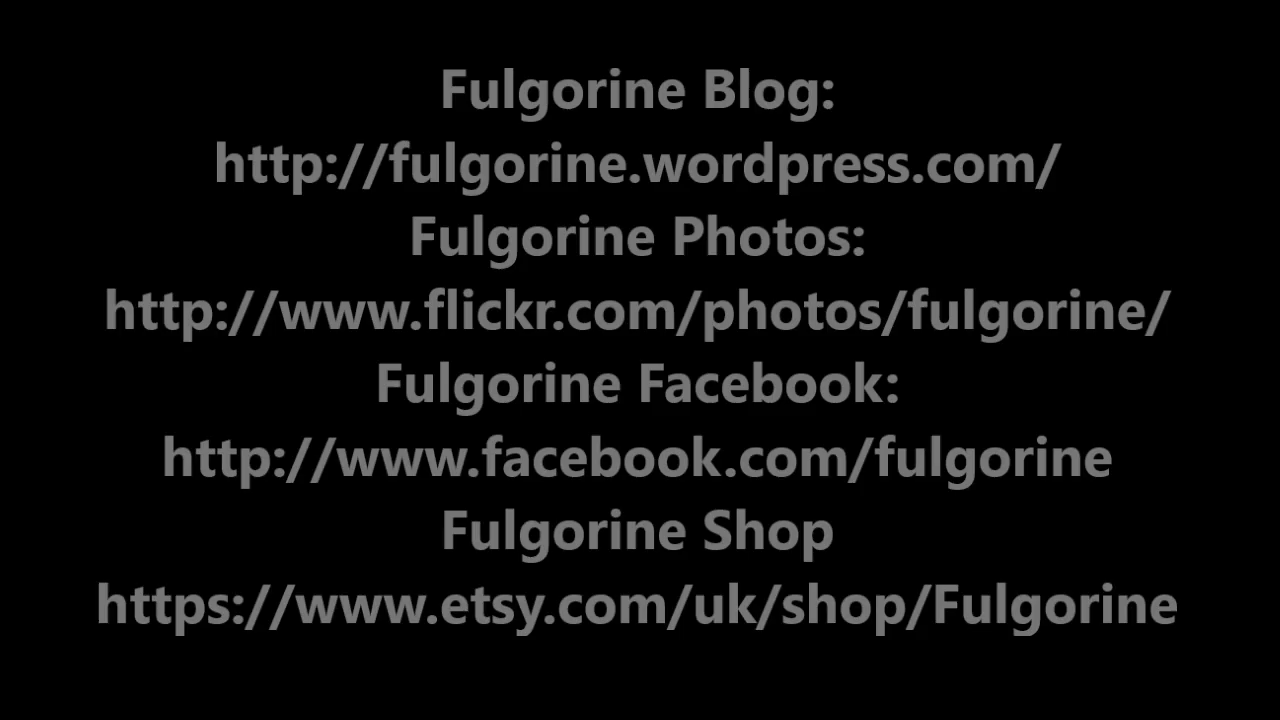 Fulgorine Blog:
http://fulgorine.wordpress.com/
Fulgorine Photos:
http://www.flickr.com/photos/fulgorine/
Fulgorine Facebook:
http://www.facebook.com/fulgorine
Fulgorine Shop
https://www.etsy.com/uk/shop/Fulgorine